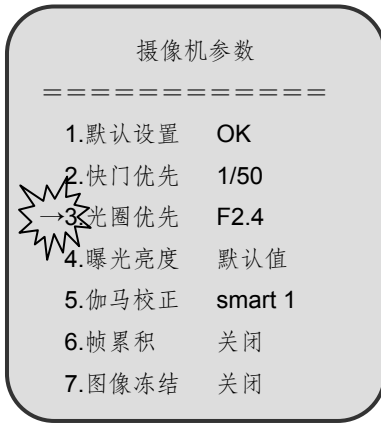 摄像机参数
============
1.默认设置 OK
2.快门优先 1/50
→3.光圈优先 F2.4
4.曝光亮度 默认值
5.伽马校正 smart 1
6.帧累积 关闭
7.图像冻结 关闭